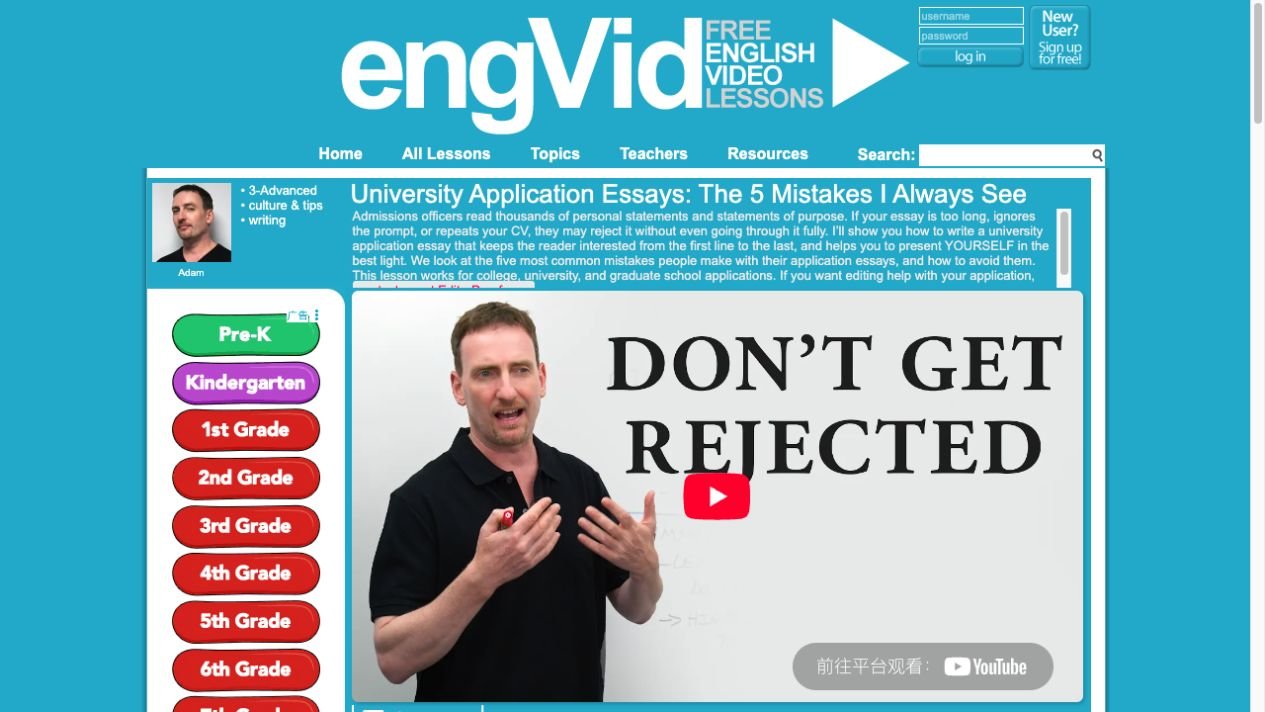 engVid
FREE
ENGLISH
VIDEO
LESSONS
username
password
log in
New
User?
Sign up
for free!
Home All Lessons Topics Teachers Resources Search:
Adam
• 3-Advanced
• culture & tips
• writing
University Application Essays: The 5 Mistakes I Always See
Admissions officers read thousands of personal statements and statements of purpose. If your essay is too long, ignores
the prompt, or repeats your CV, they may reject it without even going through it fully. I'll show you how to write a university
application essay that keeps the reader interested from the first line to the last, and helps you to present YOURSELF in the
best light. We look at the five most common mistakes people make with their application essays, and how to avoid them.
This lesson works for college, university, and graduate school applications. If you want editing help with your application,
广告
Pre-K
Kindergarten
1st Grade
2nd Grade
3rd Grade
4th Grade
5th Grade
6th Grade
7th Grade
DON'T GET
REJECTED
前往平台观看：
YouTube